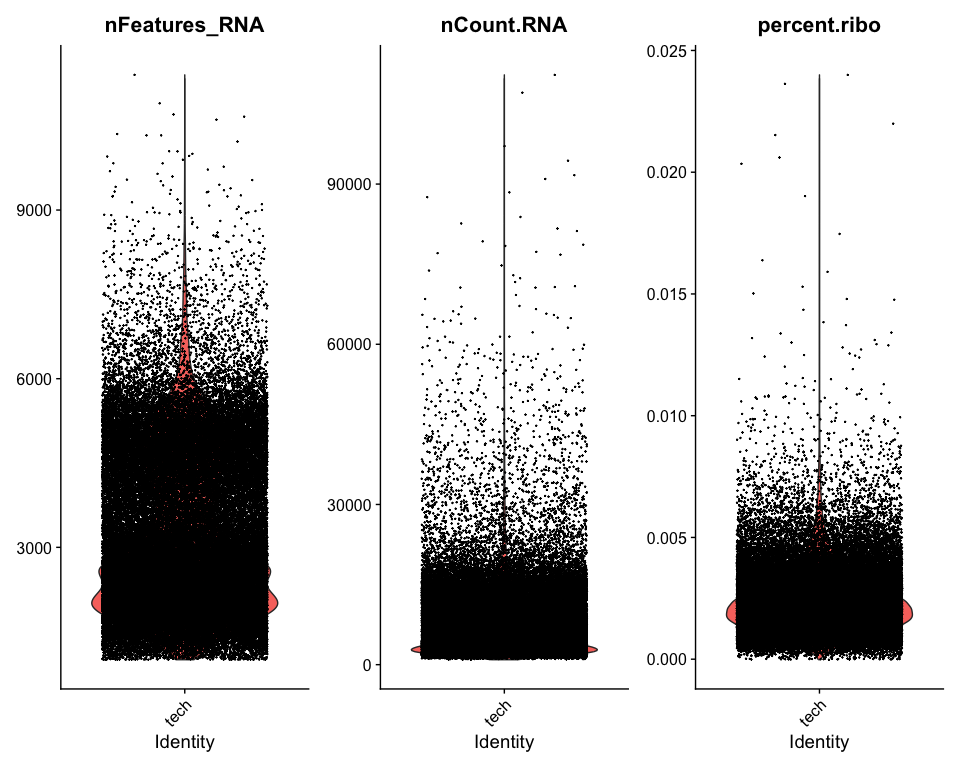 nFeatures_RNA
9000
6000
3000
tech
Identity
nCount.RNA
90000
60000
30000
0
tech
Identity
percent.ribo
0.025
0.020
0.015
0.010
0.005
0.000
tech
Identity